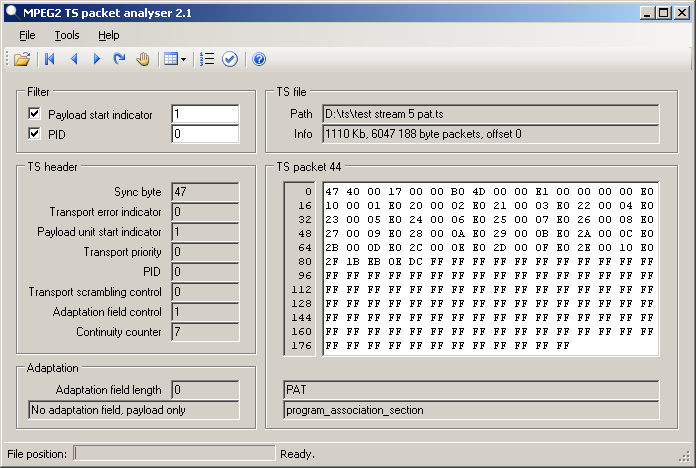 MPEG2 TS packet analyser 2.1
File Tools Help
Filter
Payload start indicator 1
PID 0
TS file
Path D:\ts\test stream 5 pat.ts
Info 1110 Kb, 6047 188 byte packets, offset 0
TS header
Sync byte 47
Transport error indicator 0
Payload unit start indicator 1
Transport priority 0
PID 0
Transport scrambling control 0
Adaptation field control 1
Continuity counter 7
TS packet 44
0 47 40 00 17 00 00 B0 4D 00 00 E1 00 00 00 00 E0
16 10 00 01 E0 20 00 02 E0 21 00 03 E0 22 00 04 E0
32 23 00 05 E0 24 00 06 E0 25 00 07 E0 26 00 08 E0
48 27 00 09 E0 28 00 0A E0 29 00 0B E0 2A 00 0C E0
64 2B 00 0D E0 2C 00 0E E0 2D 00 0F E0 2E 00 10 E0
80 2F 1B EB 0E DC FF FF FF FF FF FF FF FF FF FF FF
96 FF FF FF FF FF FF FF FF FF FF FF FF FF FF FF FF
112 FF FF FF FF FF FF FF FF FF FF FF FF FF FF FF FF
128 FF FF FF FF FF FF FF FF FF FF FF FF FF FF FF FF
144 FF FF FF FF FF FF FF FF FF FF FF FF FF FF FF FF
160 FF FF FF FF FF FF FF FF FF FF FF FF FF FF FF FF
176 FF FF FF FF FF FF FF FF FF FF FF FF
Adaptation
Adaptation field length 0
No adaptation field, payload only
PAT
program_association_section
File position: Ready.